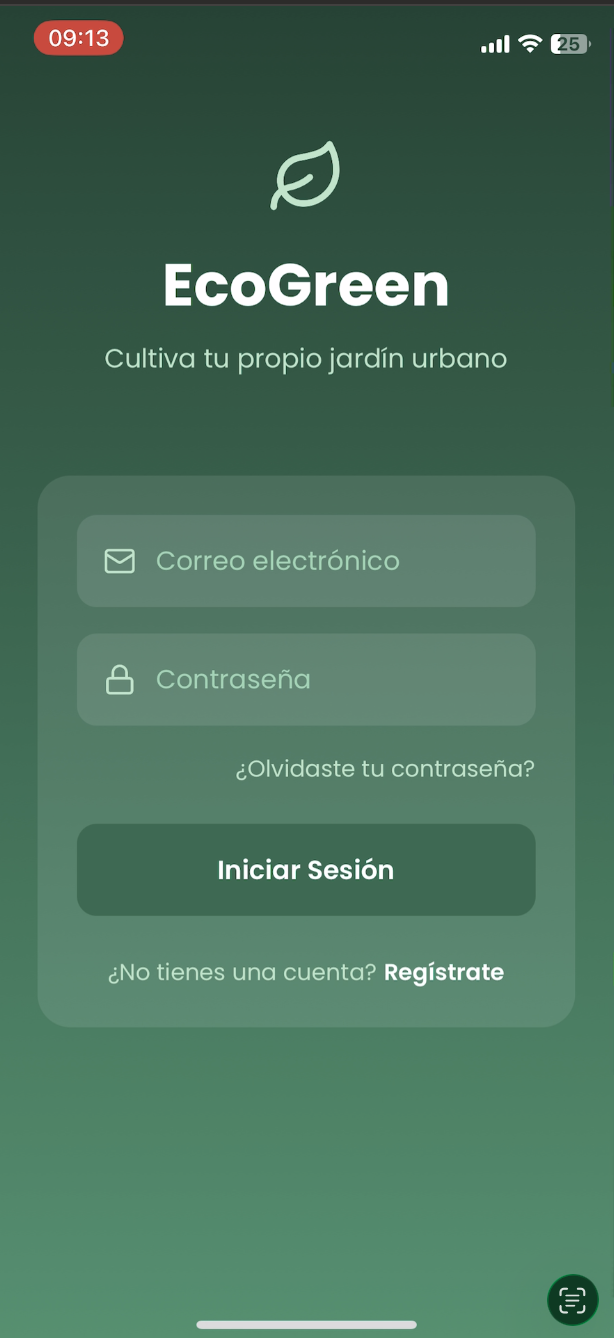 09:13
25
EcoGreen
Cultiva tu propio jardín urbano
Correo electrónico
Contraseña
¿Olvidaste tu contraseña?
Iniciar Sesión
¿No tienes una cuenta? Regístrate